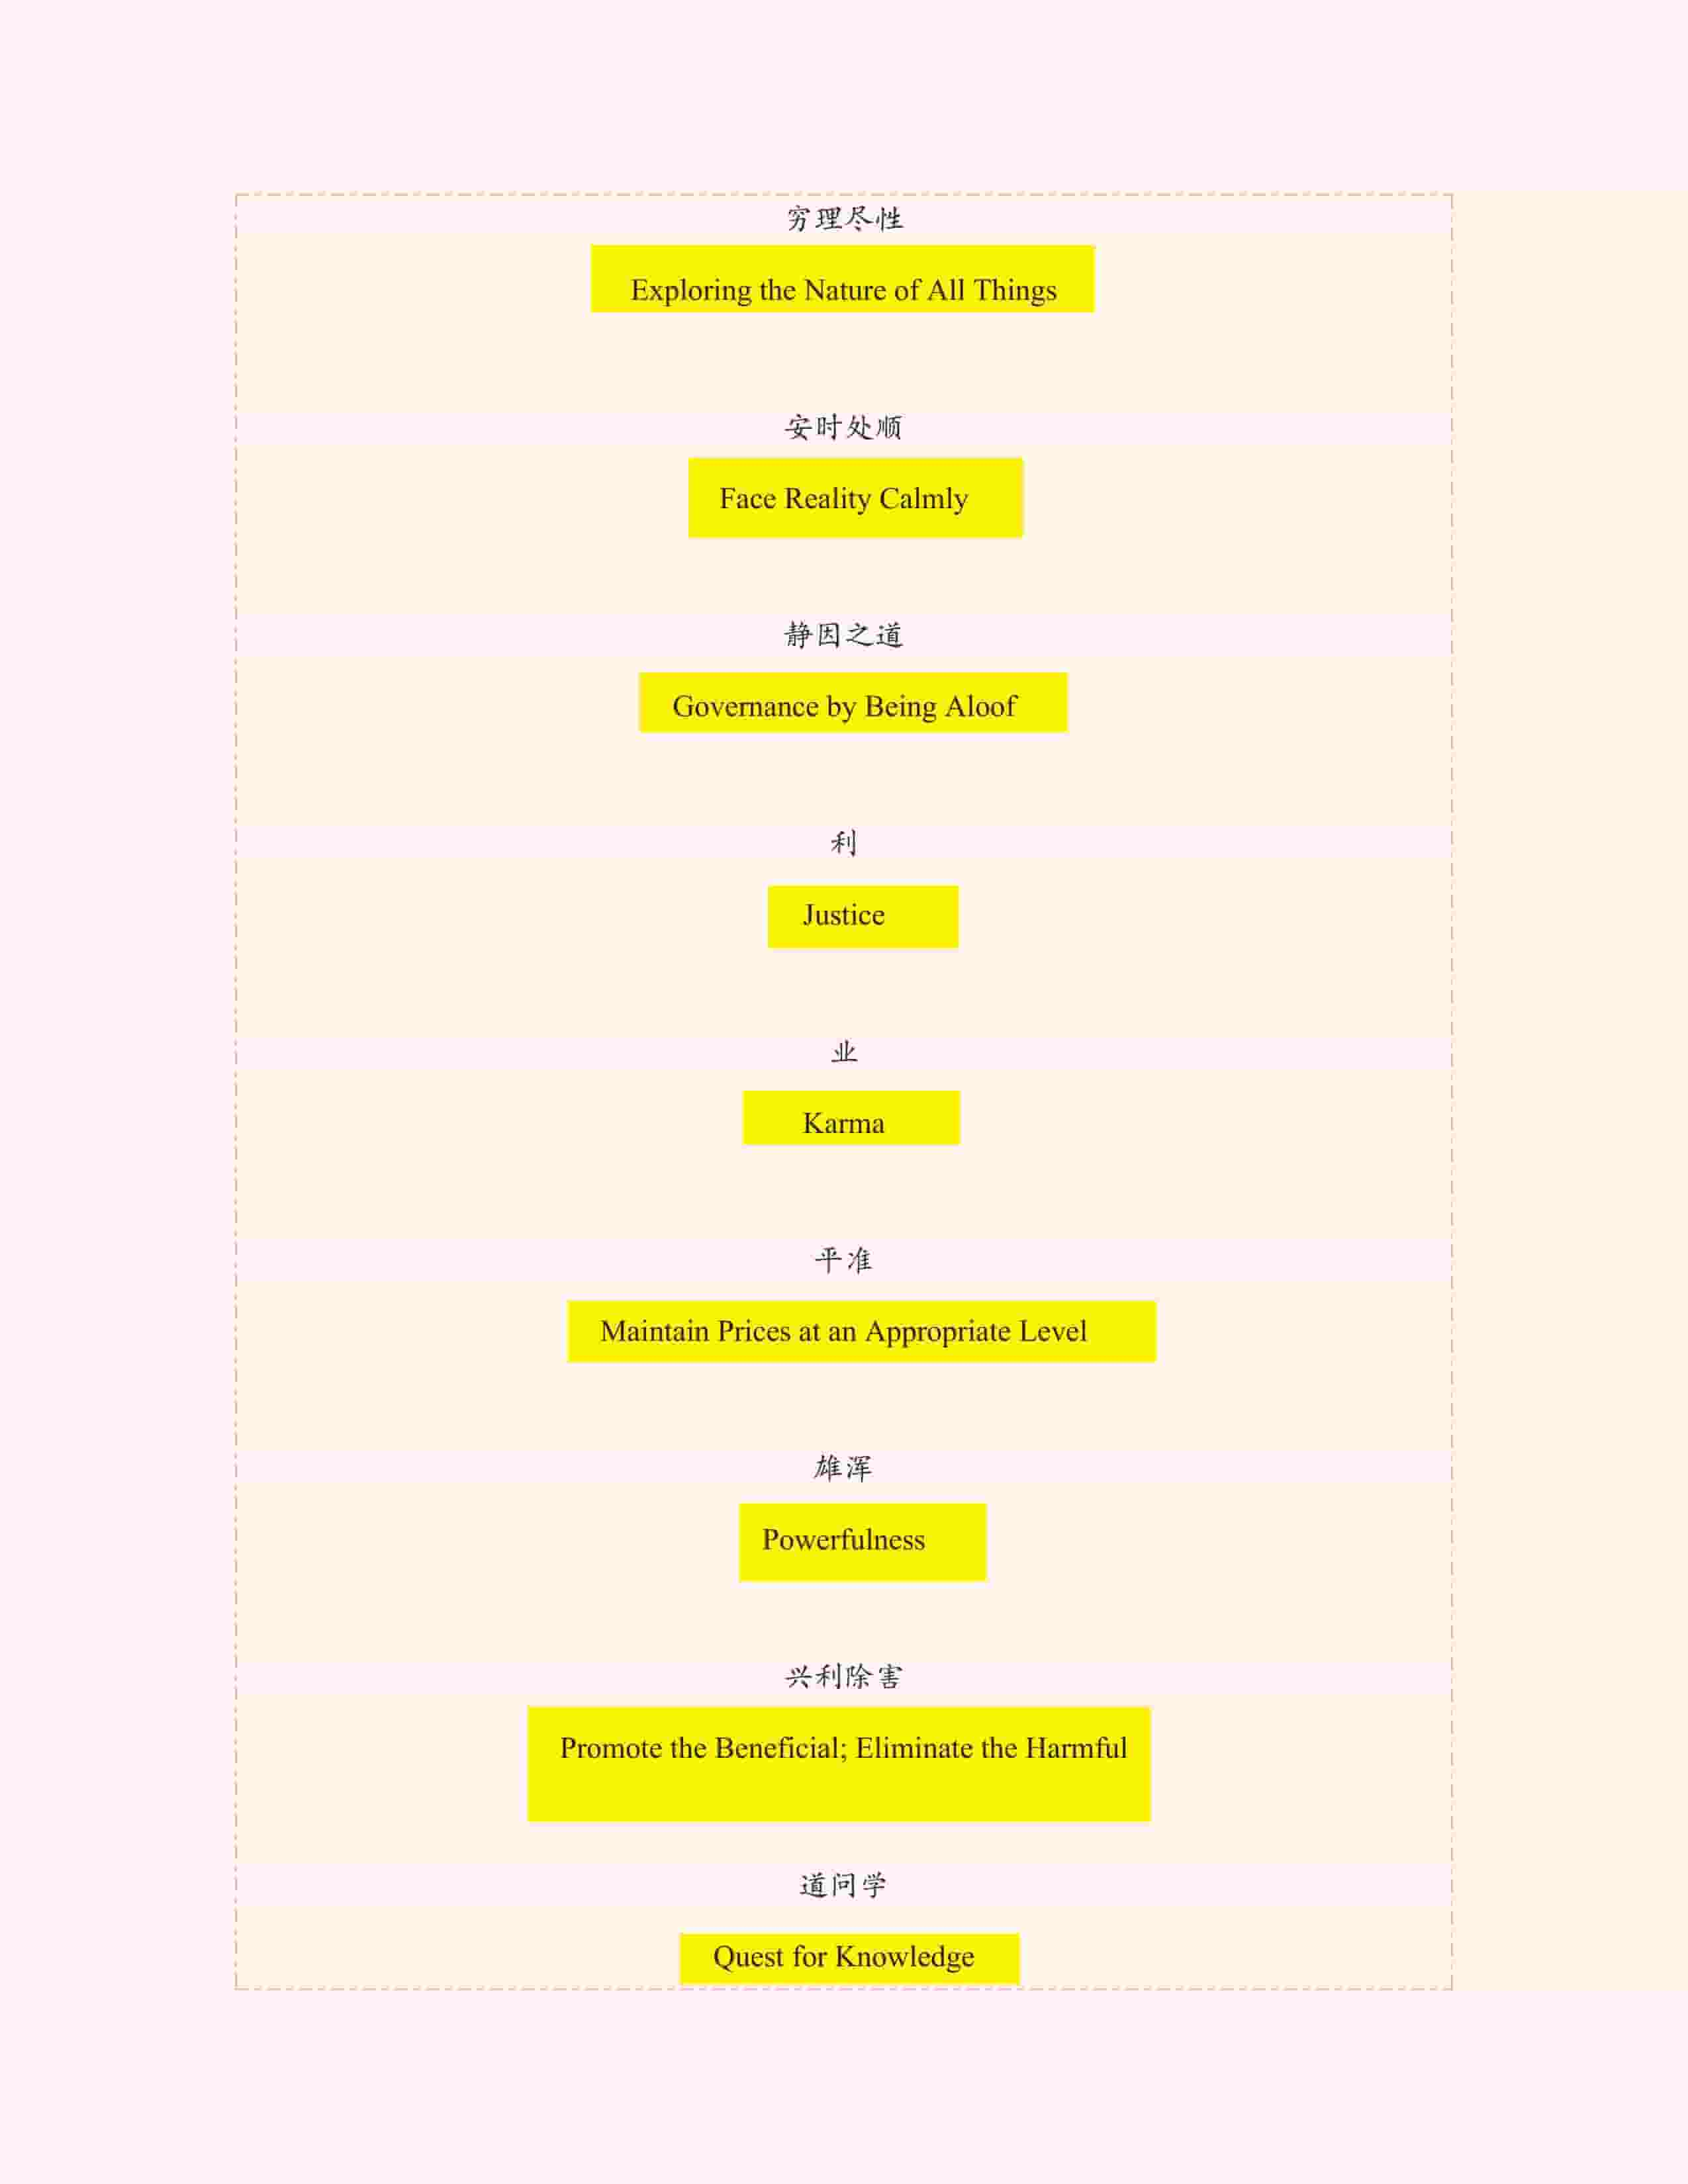 穷理尽性
Exploring the Nature of All Things
安时处顺
Face Reality Calmly
静因之道
Governance by Being Aloof
利
Justice
业
Karma
平准
Maintain Prices at an Appropriate Level
雄浑
Powerfulness
兴利除害
Promote the Beneficial; Eliminate the Harmful
道问学
Quest for Knowledge